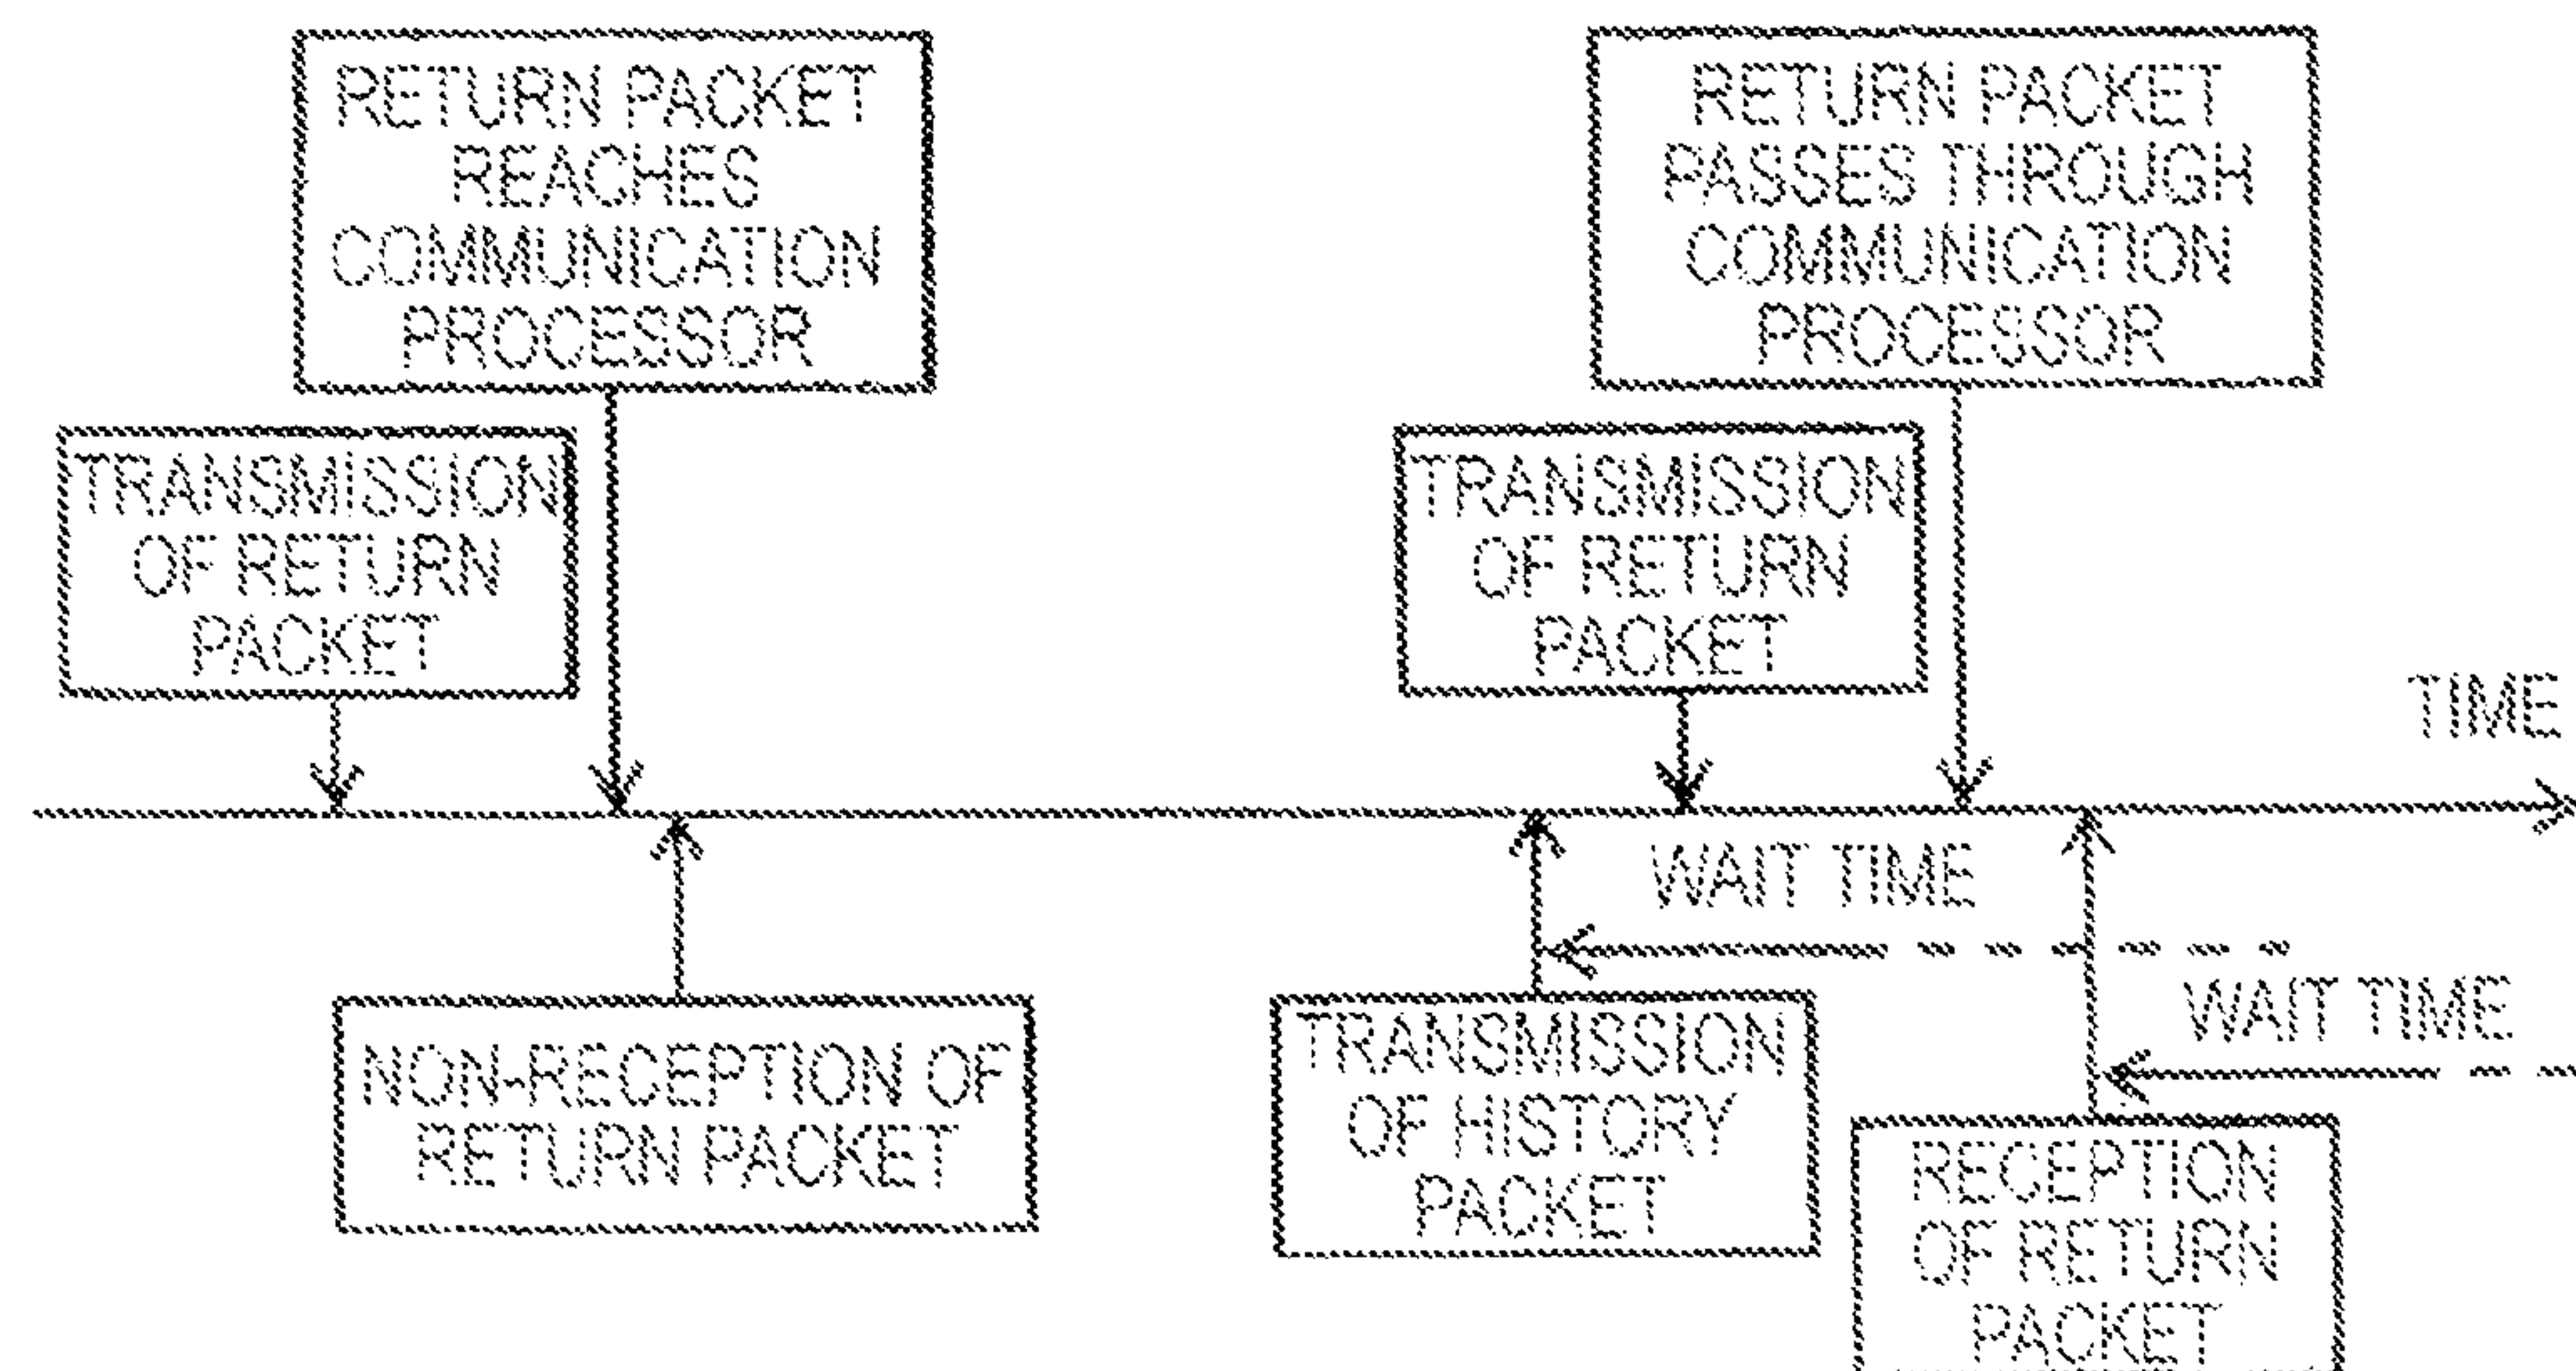 RETURN PACKET
REACHES
COMMUNICATION
PROCESSOR
RETURN PACKET
PASSES THROUGH
COMMUNICATION
PROCESSOR
TRANSMISSION
OF RETURN
PACKET
TRANSMISSION
OF RETURN
PACKET
TIME
WAIT TIME
WAIT TIME
NON-RECEPTION OF
RETURN PACKET
TRANSMISSION
OF HISTORY
PACKET
RECEPTION
OF RETURN
PACKET